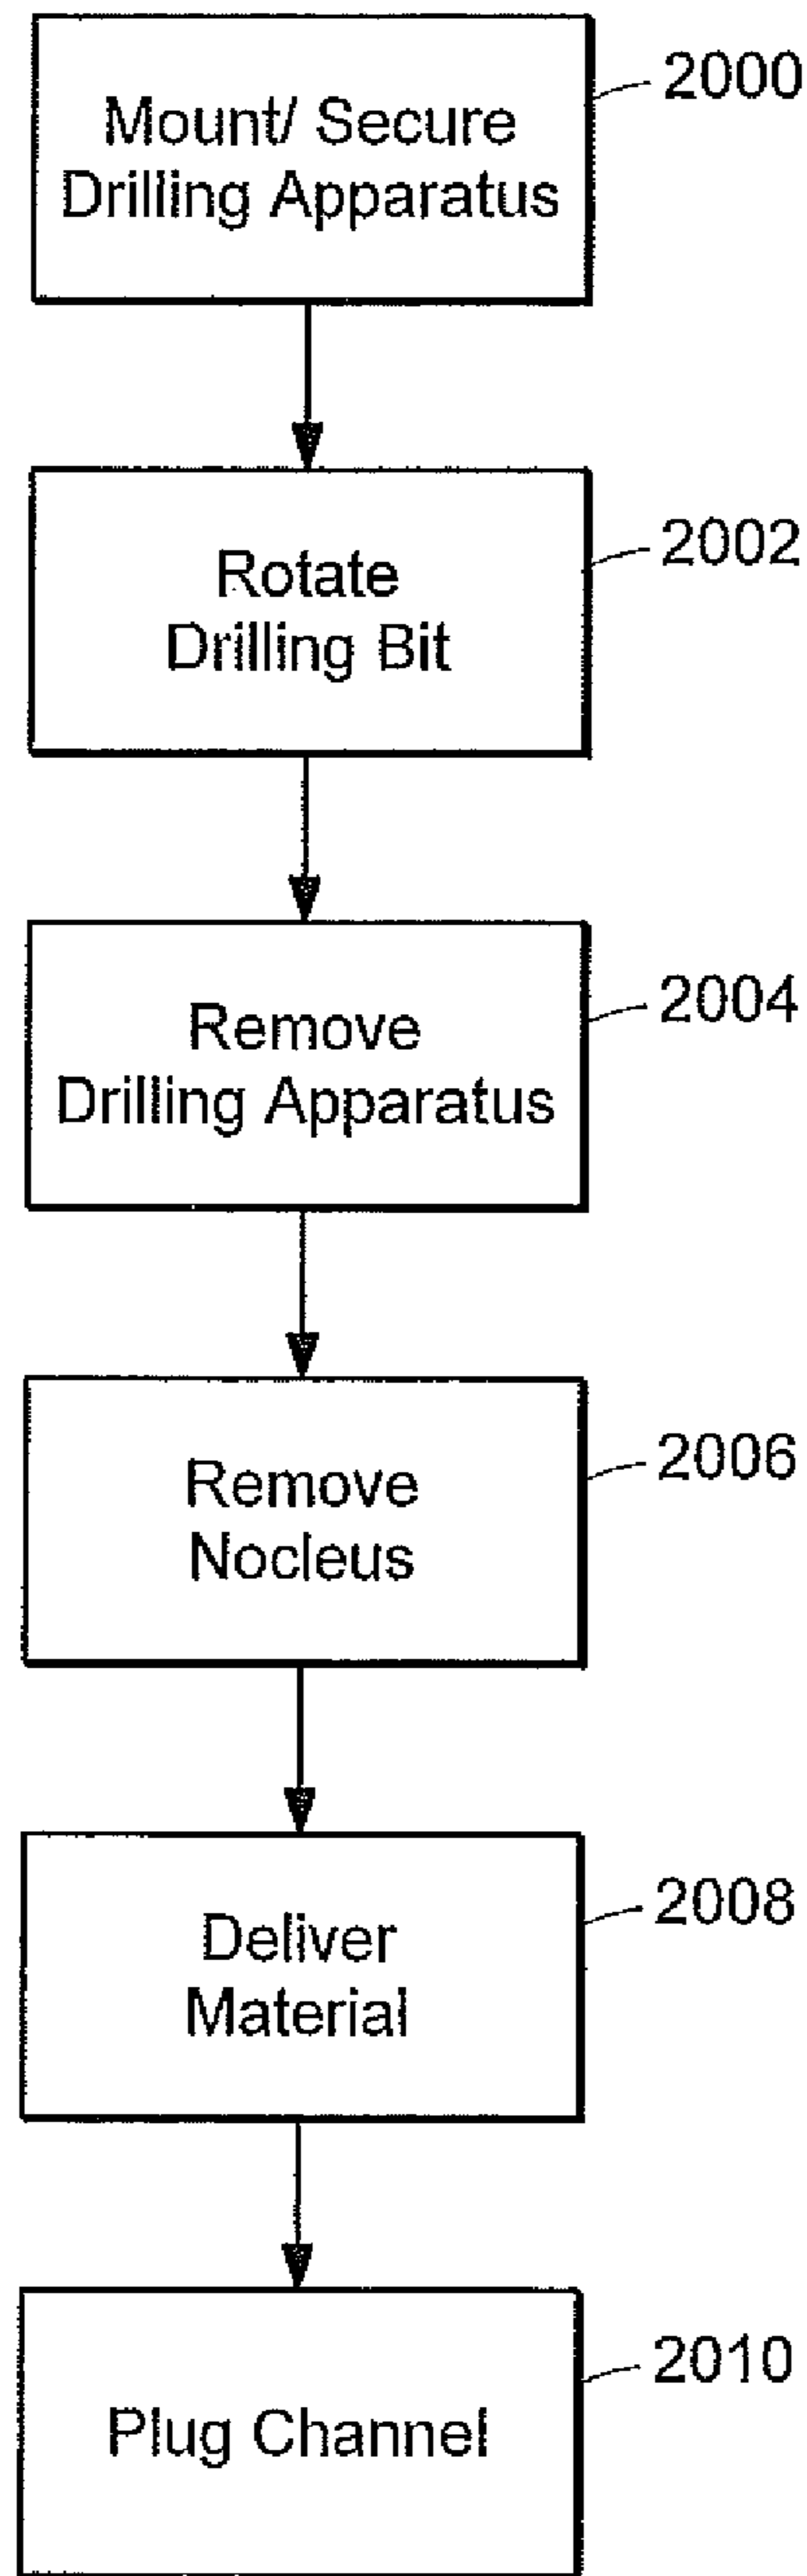 Mount/ Secure
Drilling Apparatus
2000
Rotate
Drilling Bit
2002
Remove
Drilling Apparatus
2004
Remove
Nocleus
2006
Deliver
Material
2008
Plug Channel
2010